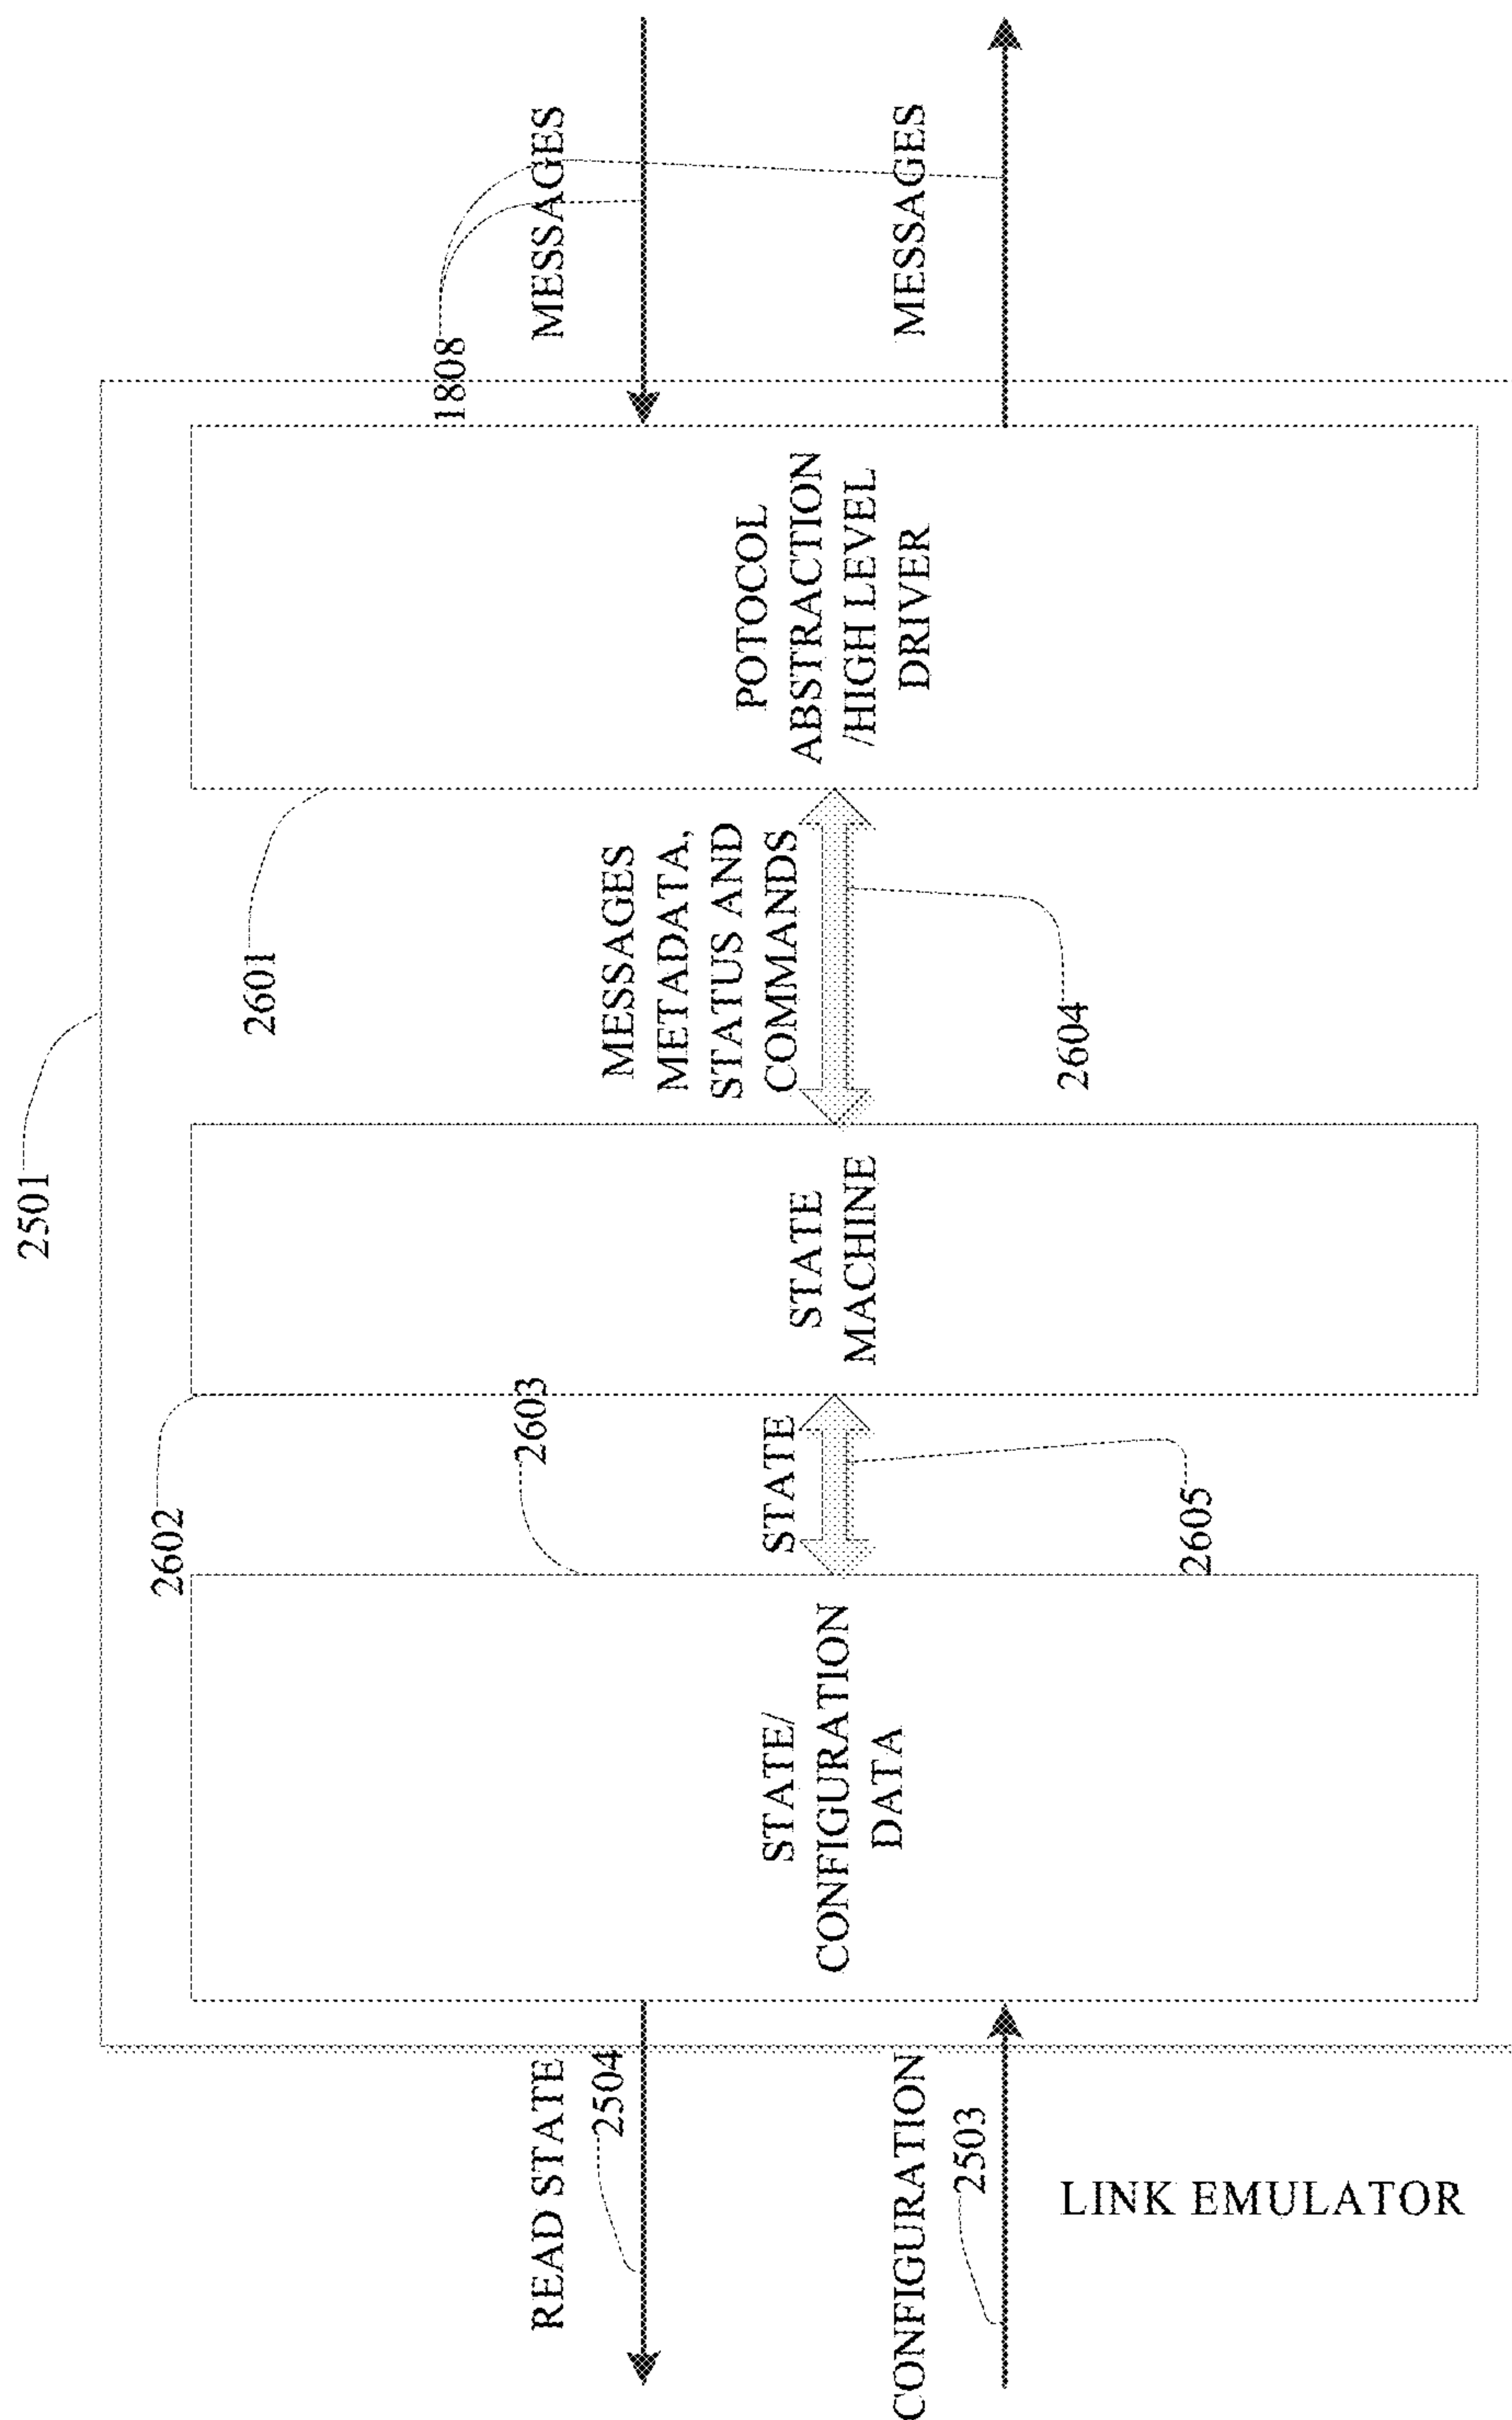 2501
READ STATE
2504
CONFIGURATION
2503
LINK EMULATOR
2602
STATE/
CONFIGURATION
DATA
2603
STATE
2605
STATE
MACHINE
2601
MESSAGES
METADATA,
STATUS AND
COMMANDS
2604
POTOCOL
ABSTRACTION
/HIGH LEVEL
DRIVER
1808
MESSAGES
MESSAGES